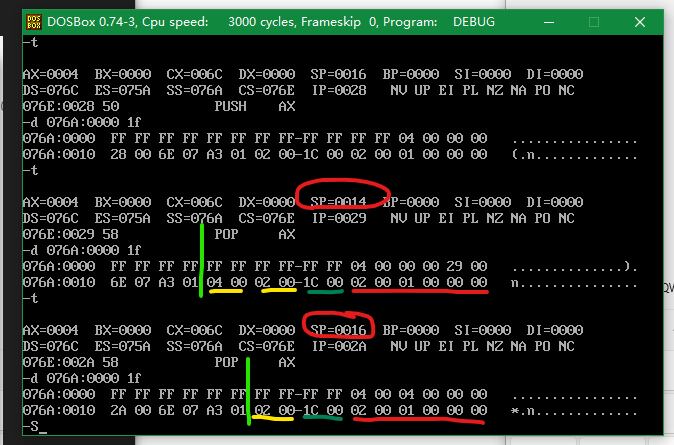 DOS
BOX
DOSBox 0.74-3, Cpu speed:    3000 cycles, Frameskip  0, Program:    DEBUG
-t
AX=0004  BX=0000  CX=006C  DX=0000  SP=0016  BP=0000  SI=0000  DI=0000
DS=076C  ES=075A  SS=076A  CS=076E  IP=0028   NV UP EI PL NZ NA PO NC
076E:0028 50            PUSH    AX
-d 076A:0000 1f
076A:0000  FF FF FF FF FF FF FF FF-FF FF FF FF 04 00 00 00   ................
076A:0010  28 00 6E 07 A3 01 02 00-1C 00 02 00 01 00 00 00   (.n.............
-t
AX=0004  BX=0000  CX=006C  DX=0000  SP=0014  BP=0000  SI=0000  DI=0000
DS=076C  ES=075A  SS=076A  CS=076E  IP=0029   NV UP EI PL NZ NA PO NC
076E:0029 58            POP     AX
-d 076A:0000 1f
076A:0000  FF FF FF FF FF FF FF FF-FF FF 04 00 00 00 29 00   ..............).
076A:0010  6E 07 A3 01 04 00 02 00-1C 00 02 00 01 00 00 00   n...............
-t
AX=0004  BX=0000  CX=006C  DX=0000  SP=0016  BP=0000  SI=0000  DI=0000
DS=076C  ES=075A  SS=076A  CS=076E  IP=002A   NV UP EI PL NZ NA PO NC
076E:002A 58            POP     AX
-d 076A:0000 1f
076A:0000  FF FF FF FF FF FF FF FF-FF FF 04 00 04 00 00 00   ................
076A:0010  2A 00 6E 07 A3 01 02 00-1C 00 02 00 01 00 00 00   *.n.............
-S_